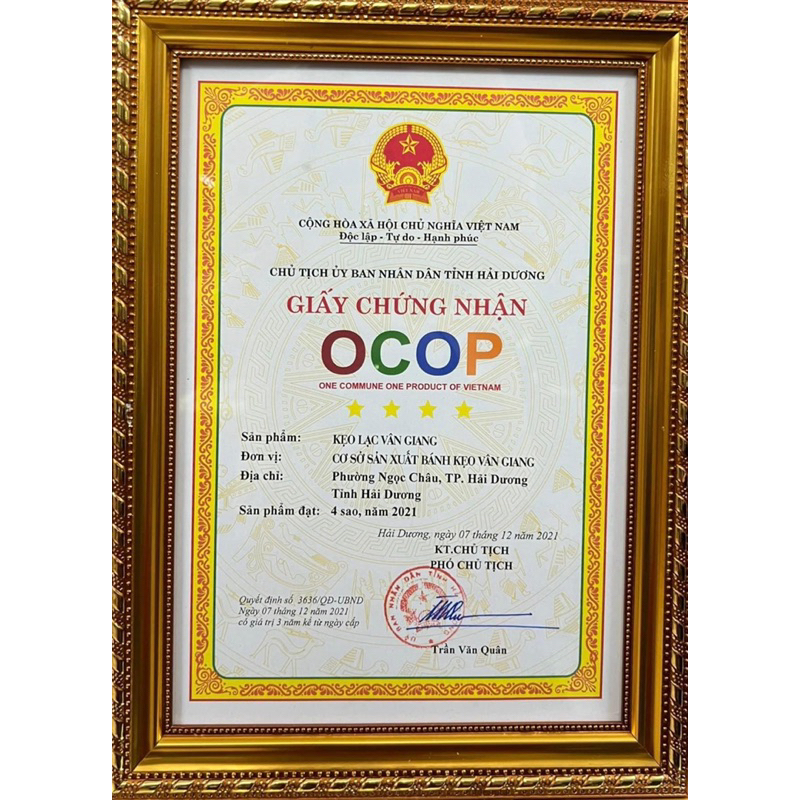 VIỆT NAM
CỘNG HÒA XÃ HỘI CHỦ NGHĨA VIỆT NAM
Độc lập - Tự do - Hạnh phúc
CHỦ TỊCH ỦY BAN NHÂN DÂN TỈNH HẢI DƯƠNG
GIẤY CHỨNG NHẬN
OCOP
ONE COMMUNE ONE PRODUCT OF VIETNAM
Sản phẩm: KẸO LẠC VÂN GIANG
Đơn vị: CƠ SỞ SẢN XUẤT BÁNH KẸO VÂN GIANG
Địa chỉ: Phường Ngọc Châu, TP. Hải Dương
Tỉnh Hải Dương
Sản phẩm đạt: 4 sao, năm 2021
Hải Dương, ngày 07 tháng 12 năm 2021
KT.CHỦ TỊCH
PHÓ CHỦ TỊCH
Quyết định số 3636/QĐ-UBND
Ngày 07 tháng 12 năm 2021
có giá trị 3 năm kể từ ngày cấp
Trần Văn Quân